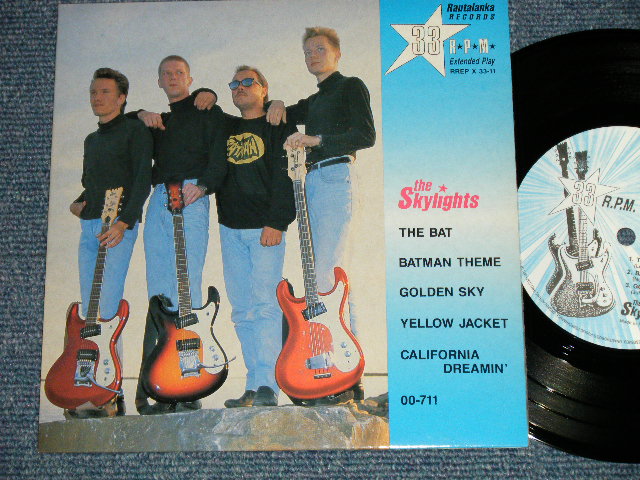 Rautalanka
RECORDS
33
R★P★M★
Extended Play
RREP X 33-11
the
Skylights
THE BAT
BATMAN THEME
GOLDEN SKY
YELLOW JACKET
CALIFORNIA
DREAMIN'
00-711
33
R.P.M.